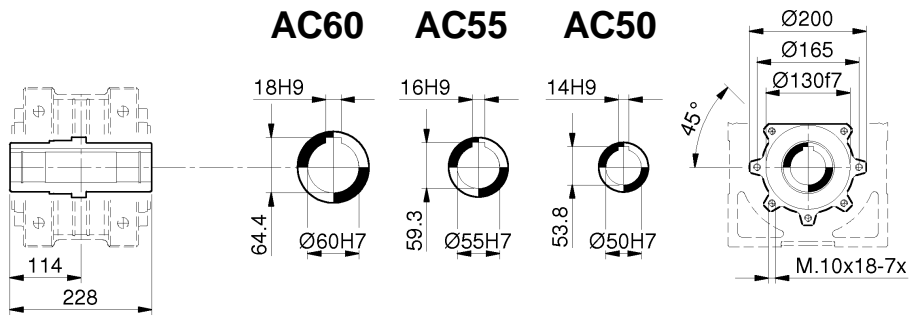 AC60 AC55 AC50
Ø200
Ø165
18H9 16H9 14H9 Ø130f7
45°
64.4 59.3 53.8
Ø60H7 Ø55H7 Ø50H7
114 M.10x18-7x
228